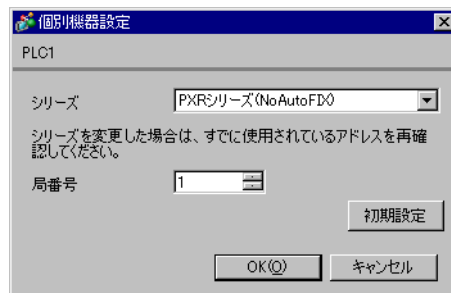 個別機器設定
PLC1
シリーズ
PXRシリーズ(NoAutoFIX)
シリーズを変更した場合は、すでに使用されているアドレスを再確
認してください。
局番号
1
初期設定
OK(O)
キャンセル